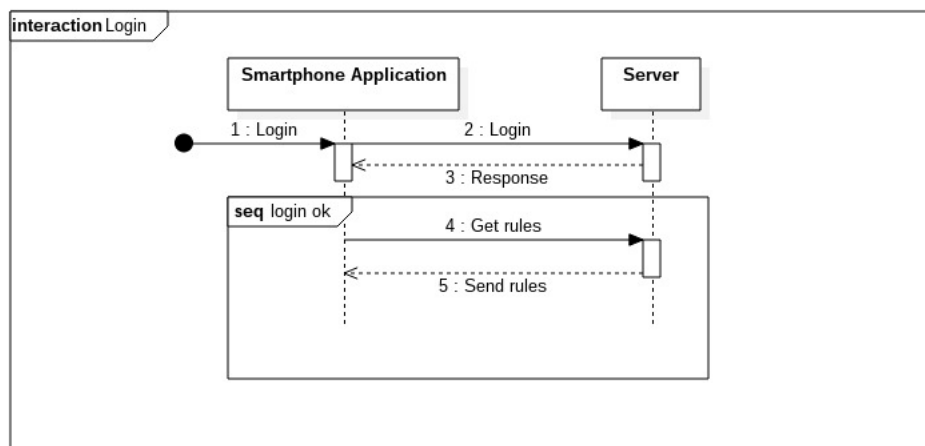 interaction Login
Smartphone Application
Server
1 : Login
2 : Login
3 : Response
seq login ok
4 : Get rules
5 : Send rules